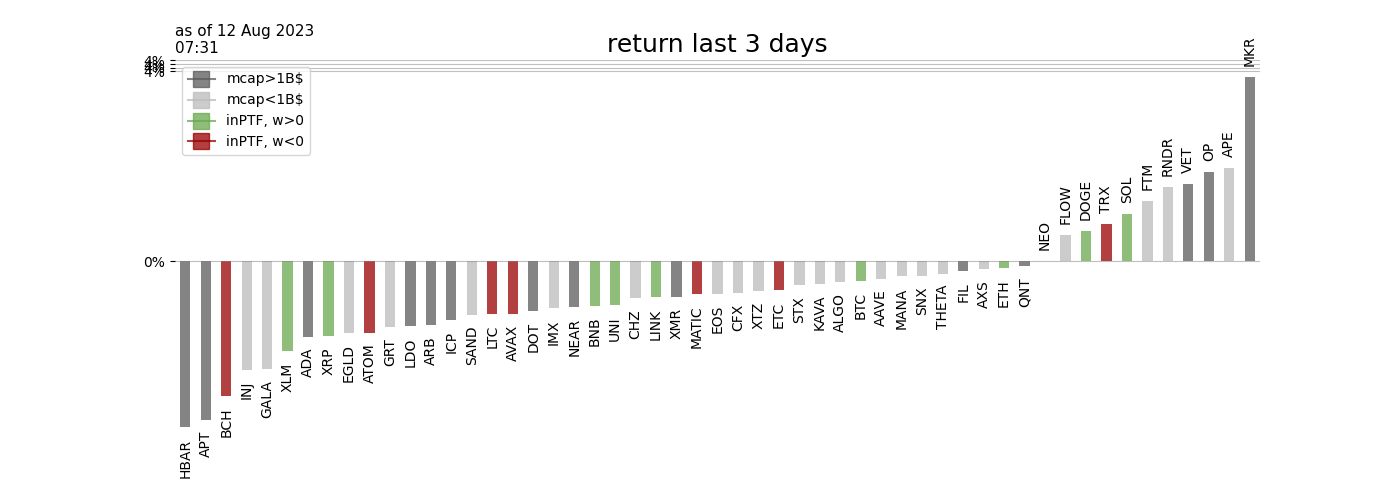 as of 12 Aug 2023
07:31
return last 3 days
4%
4%
mcap>1B$
mcap<1B$
inPTF, w>0
inPTF, w<0
0%
HBAR
APT
BCH
INJ
GALA
XLM
ADA
XRP
EGLD
ATOM
GRT
LDO
ARB
ICP
SAND
LTC
AVAX
DOT
IMX
NEAR
BNB
UNI
CHZ
LINK
XMR
MATIC
EOS
CFX
XTZ
ETC
STX
KAVA
ALGO
BTC
AAVE
MANA
SNX
THETA
FIL
AXS
ETH
QNT
NEO
FLOW
DOGE
TRX
SOL
FTM
RNDR
VET
OP
APE
MKR